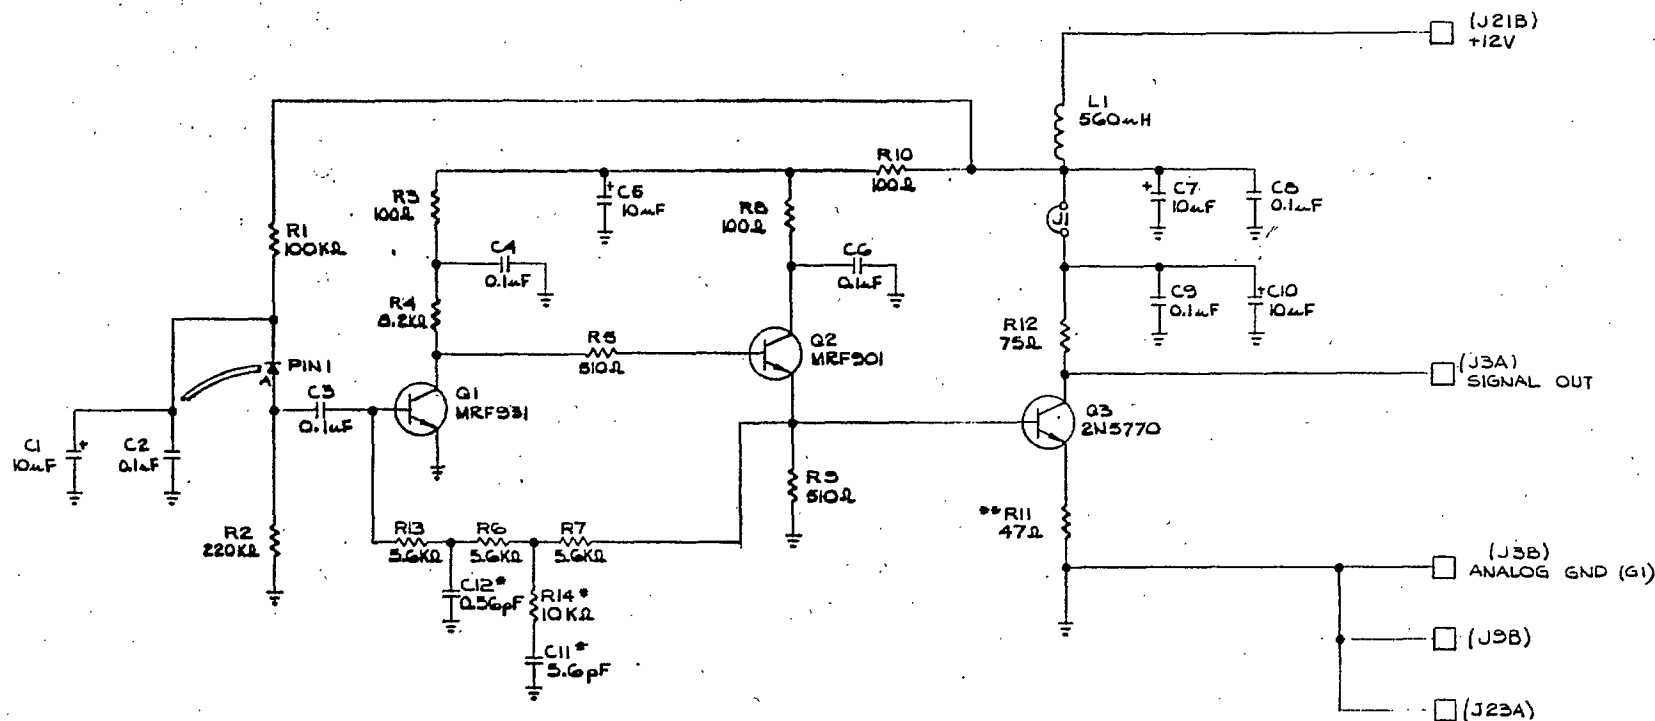 (J21B)
+12V
L1
560nH
R10
100Ω
R3
100Ω
+
C5
10uF
R8
100Ω
+
C7
10uF
C8
0.1uF
J1
R1
100KΩ
C4
0.1uF
C6
0.1uF
R4
8.2KΩ
C9
0.1uF
+
C10
10uF
R12
75Ω
R5
510Ω
Q2
MRF901
PIN1
A
(J3A)
SIGNAL OUT
C3
0.1uF
Q1
MRF931
Q3
2N5770
C1
10uF
+
C2
0.1uF
R9
510Ω
**R11
47Ω
R2
220KΩ
R13
5.6KΩ
R6
5.6KΩ
R7
5.6KΩ
(J3B)
ANALOG GND (G1)
C12*
0.56pF
R14*
10KΩ
(J9B)
C11*
5.6pF
(J23A)